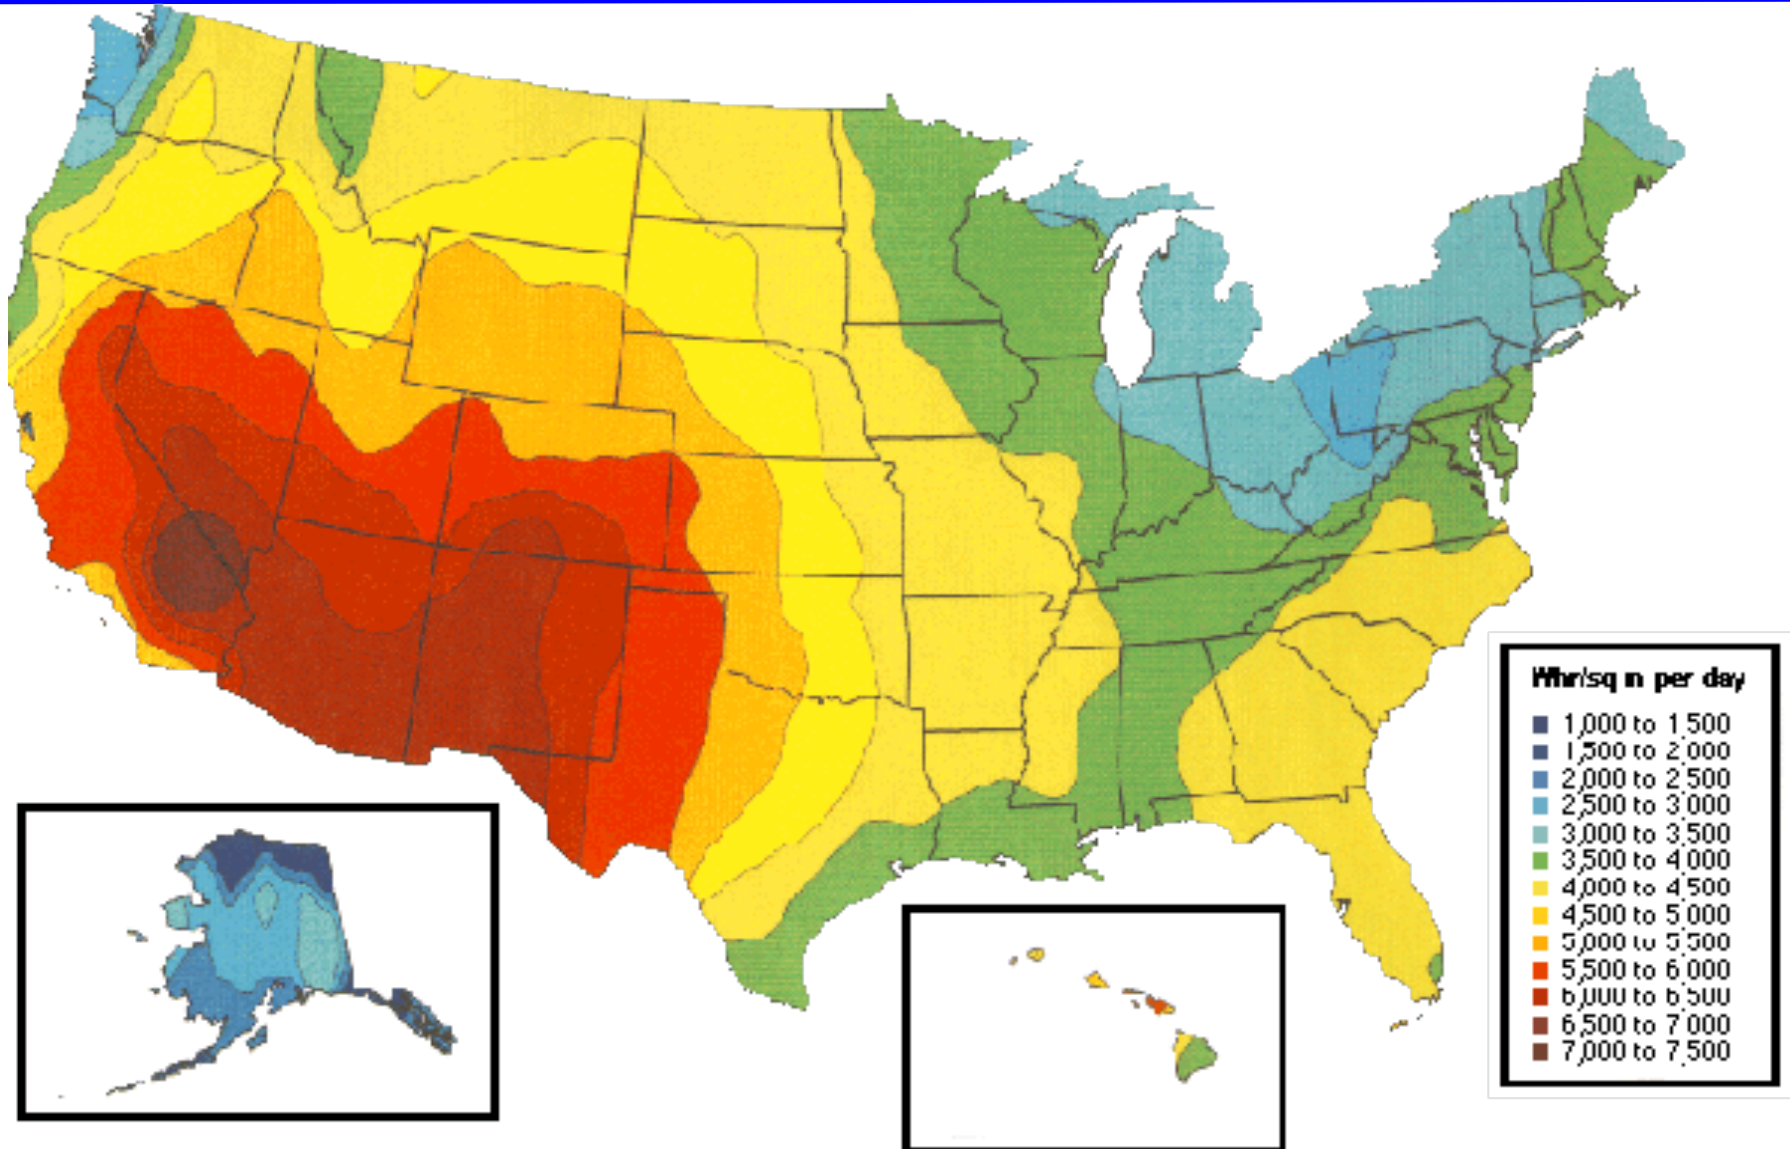 Whr/sq m per day
1,000 to 1,500
1,500 to 2,000
2,000 to 2,500
2,500 to 3,000
3,000 to 3,500
3,500 to 4,000
4,000 to 4,500
4,500 to 5,000
5,000 to 5,500
5,500 to 6,000
6,000 to 6,500
6,500 to 7,000
7,000 to 7,500